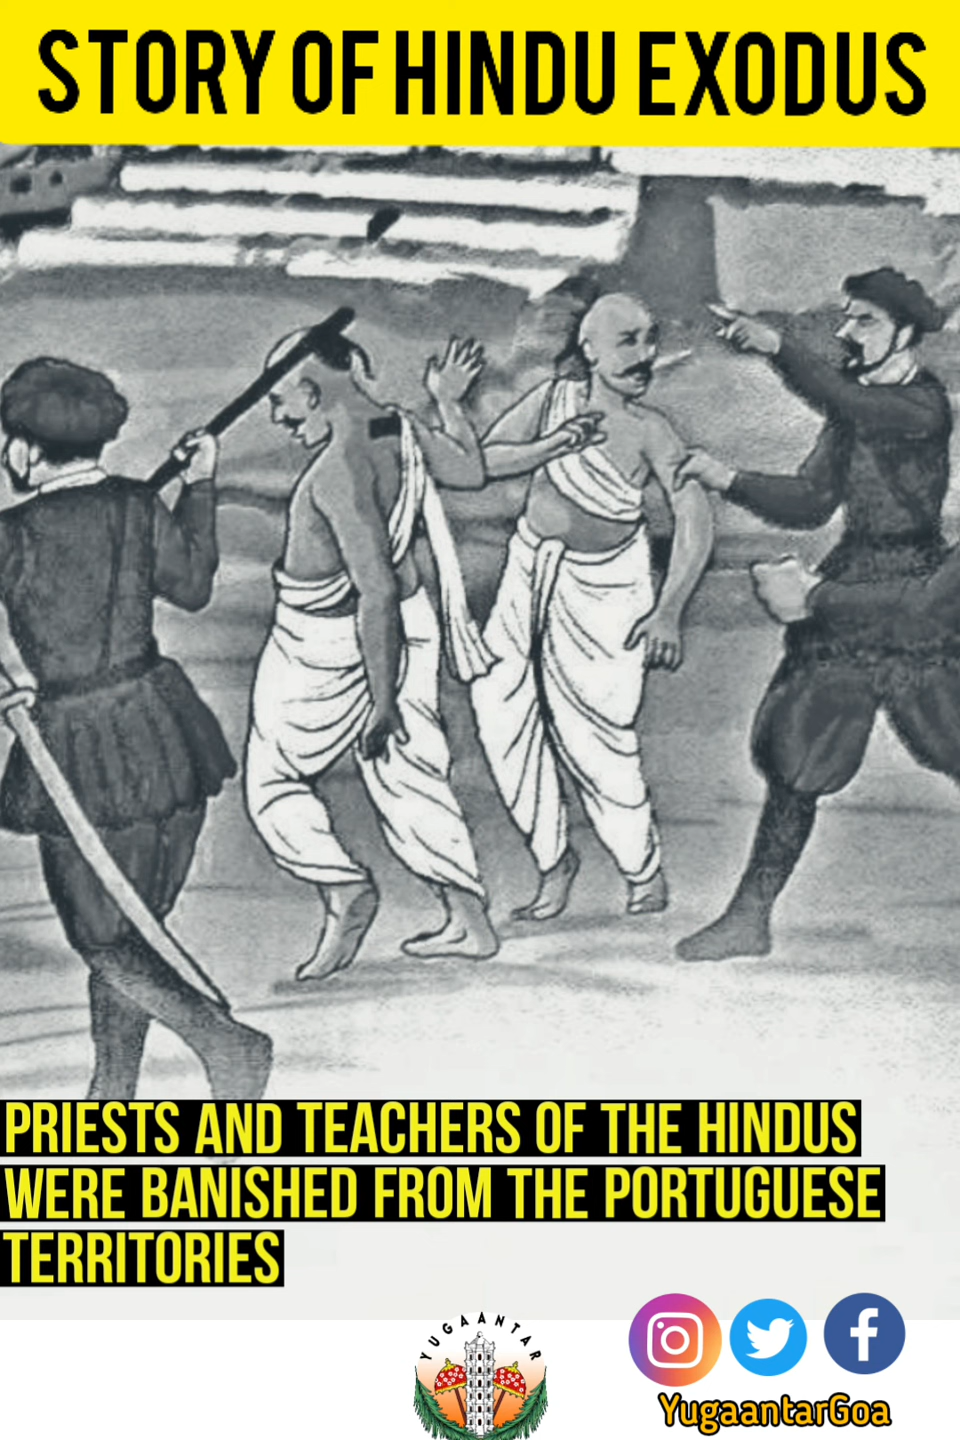 STORY OF HINDU EXODUS
PRIESTS AND TEACHERS OF THE HINDUS
WERE BANISHED FROM THE PORTUGUESE
TERRITORIES
YUGAANTAR
YugaantarGoa